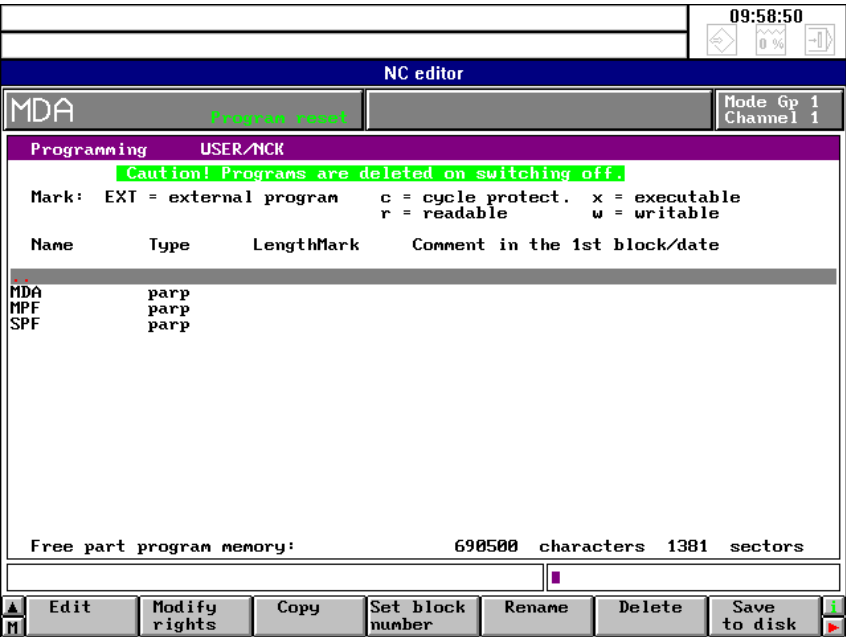 09:58:50
0 %
NC editor
MDA Program reset Mode Gp 1
Channel 1
Programming USER/NCK
Caution! Programs are deleted on switching off.
Mark: EXT = external program c = cycle protect. x = executable
r = readable w = writable
Name Type LengthMark Comment in the 1st block/date
..
MDA parp
MPF parp
SPF parp
Free part program memory: 690500 characters 1381 sectors
Edit Modify rights Copy Set block number Rename Delete Save to disk i
M